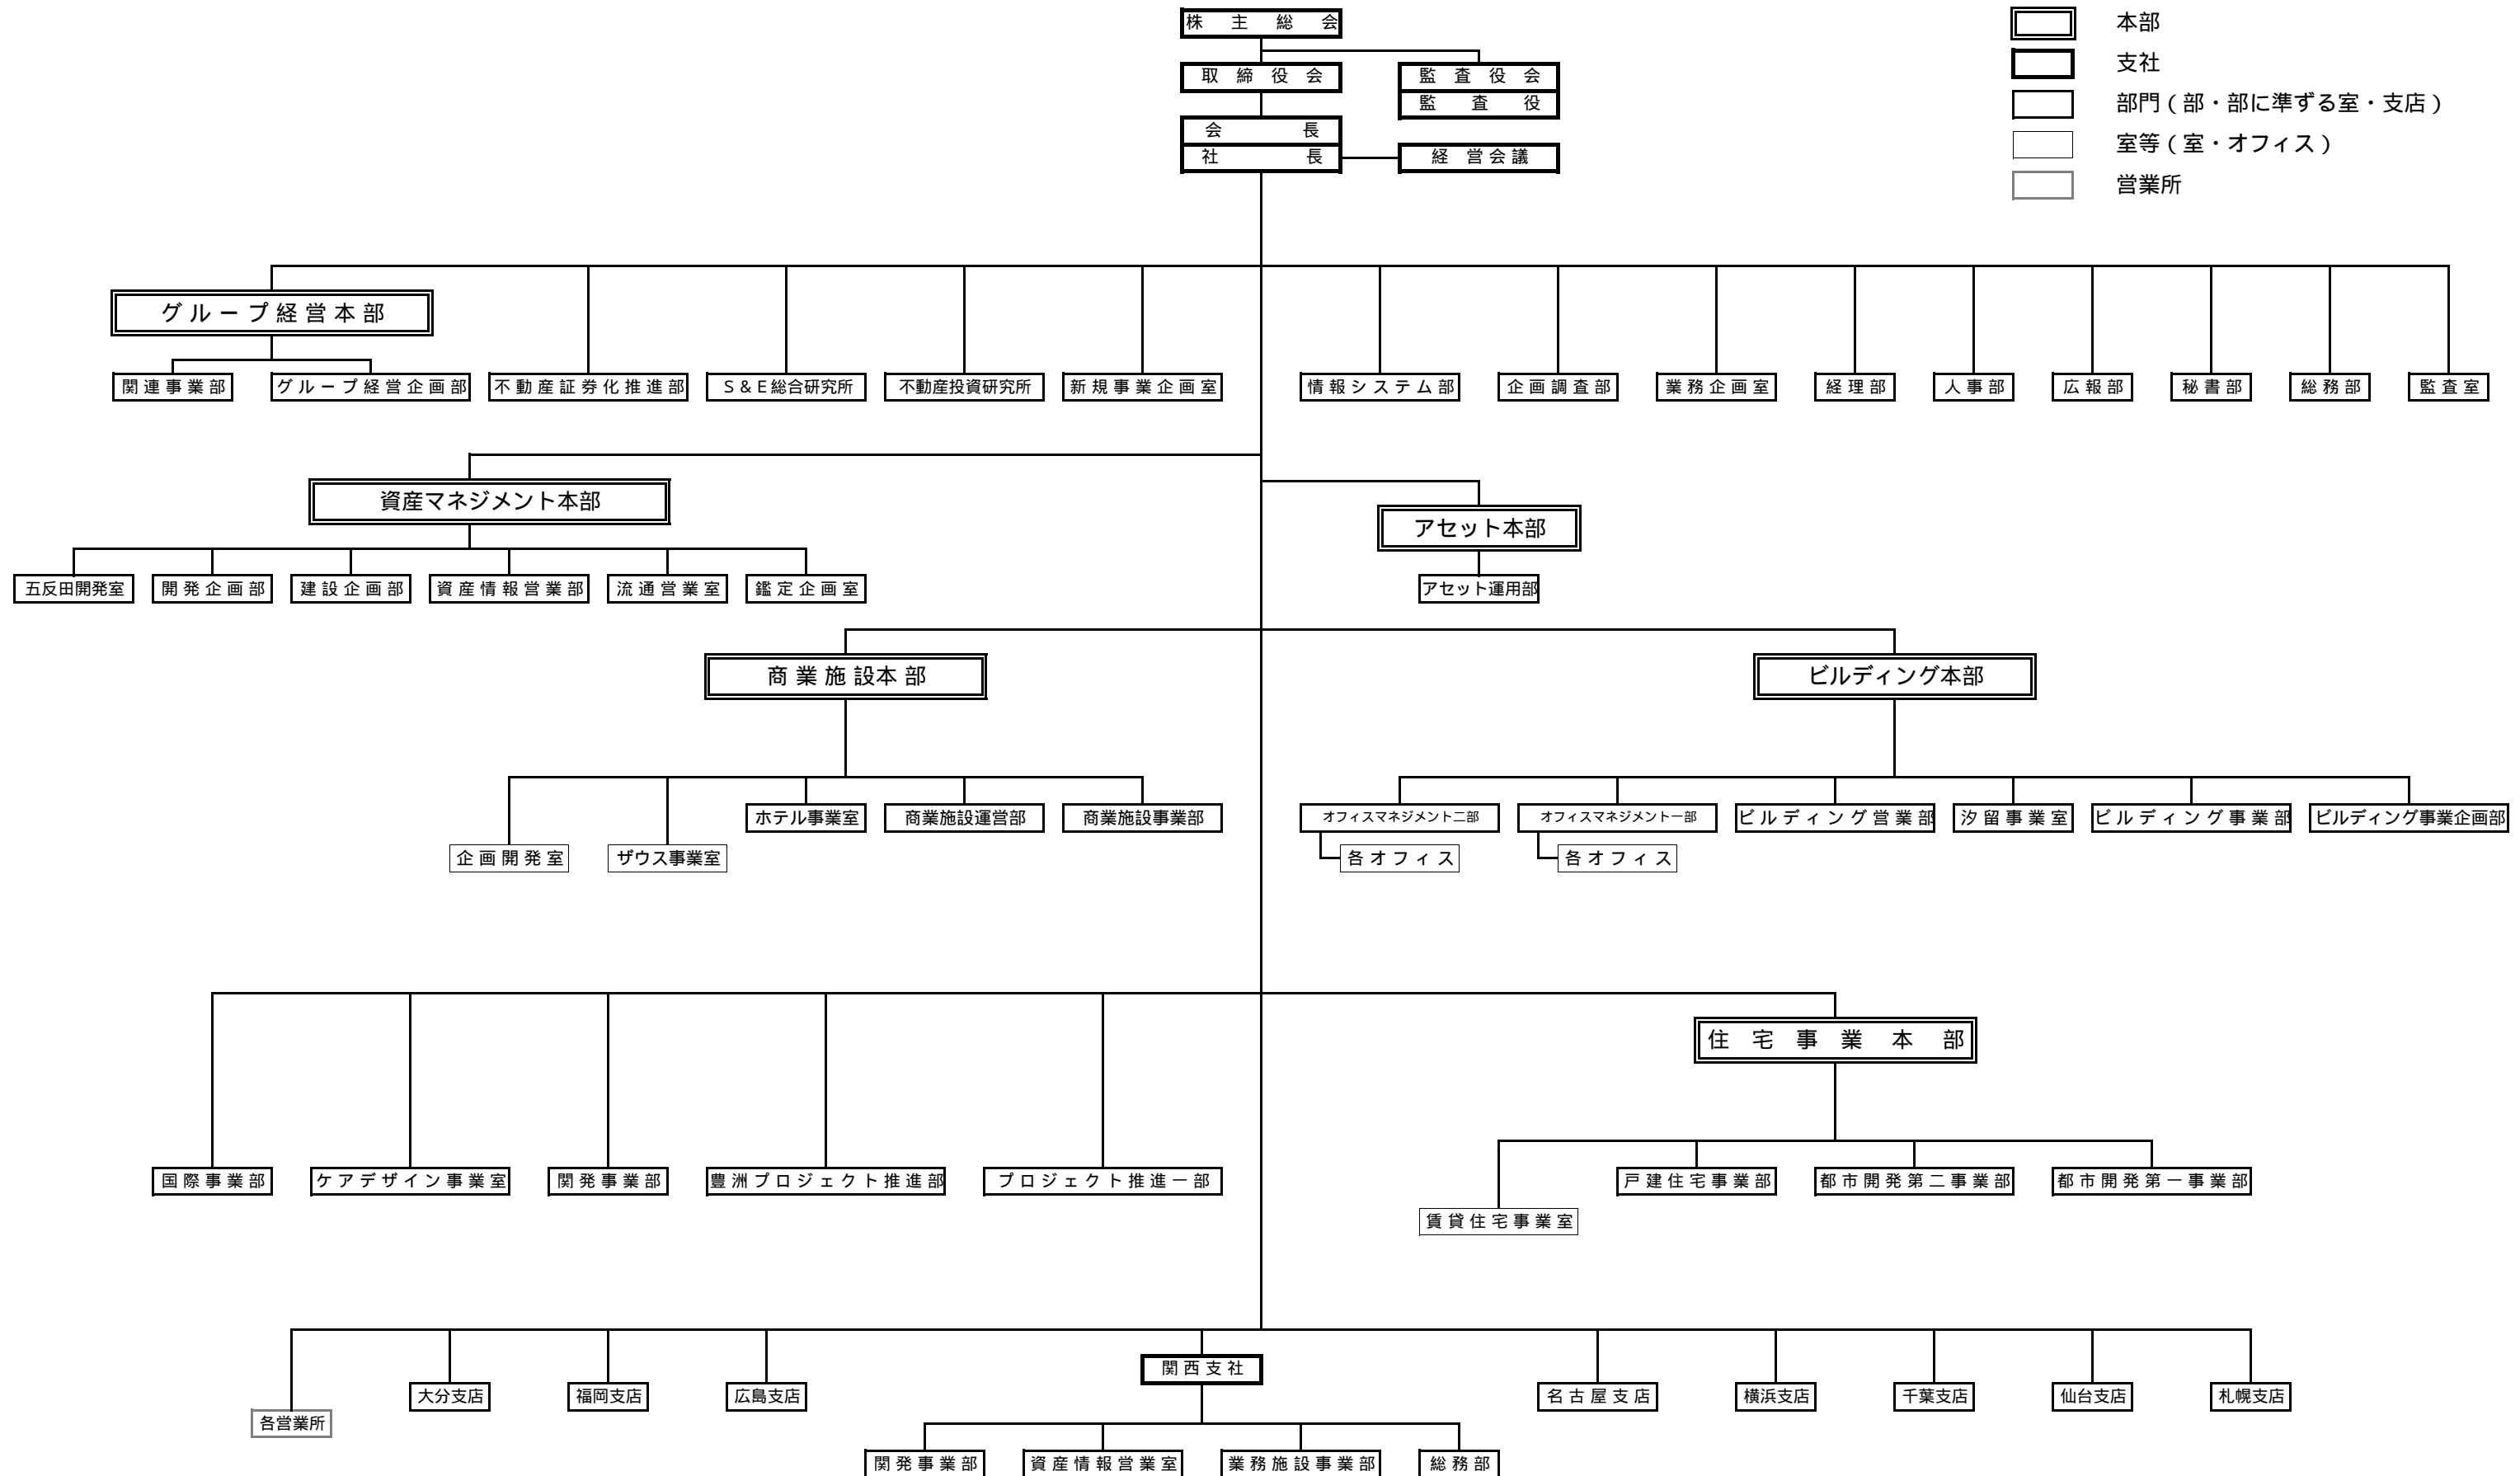 株主総会
取締役会
監査役会
監査役
会長
社長
経営会議
本部
支社
部門（部・部に準ずる室・支店）
室等（室・オフィス）
営業所
グループ経営本部
関連事業部
グループ経営企画部
不動産証券化推進部
S＆E総合研究所
不動産投資研究所
新規事業企画室
情報システム部
企画調査部
業務企画室
経理部
人事部
広報部
秘書部
総務部
監査室
資産マネジメント本部
アセット本部
五反田開発室
開発企画部
建設企画部
資産情報営業部
流通営業室
鑑定企画室
アセット運用部
商業施設本部
ビルディング本部
ホテル事業室
商業施設運営部
商業施設事業部
オフィスマネジメント二部
オフィスマネジメント一部
ビルディング営業部
汐留事業室
ビルディング事業部
ビルディング事業企画部
企画開発室
ザウス事業室
各オフィス
各オフィス
住宅事業本部
国際事業部
ケアデザイン事業室
関発事業部
豊洲プロジェクト推進部
プロジェクト推進一部
戸建住宅事業部
都市開発第二事業部
都市開発第一事業部
賃貸住宅事業室
関西支社
大分支店
福岡支店
広島支店
名古屋支店
横浜支店
千葉支店
仙台支店
札幌支店
各営業所
関発事業部
資産情報営業室
業務施設事業部
総務部